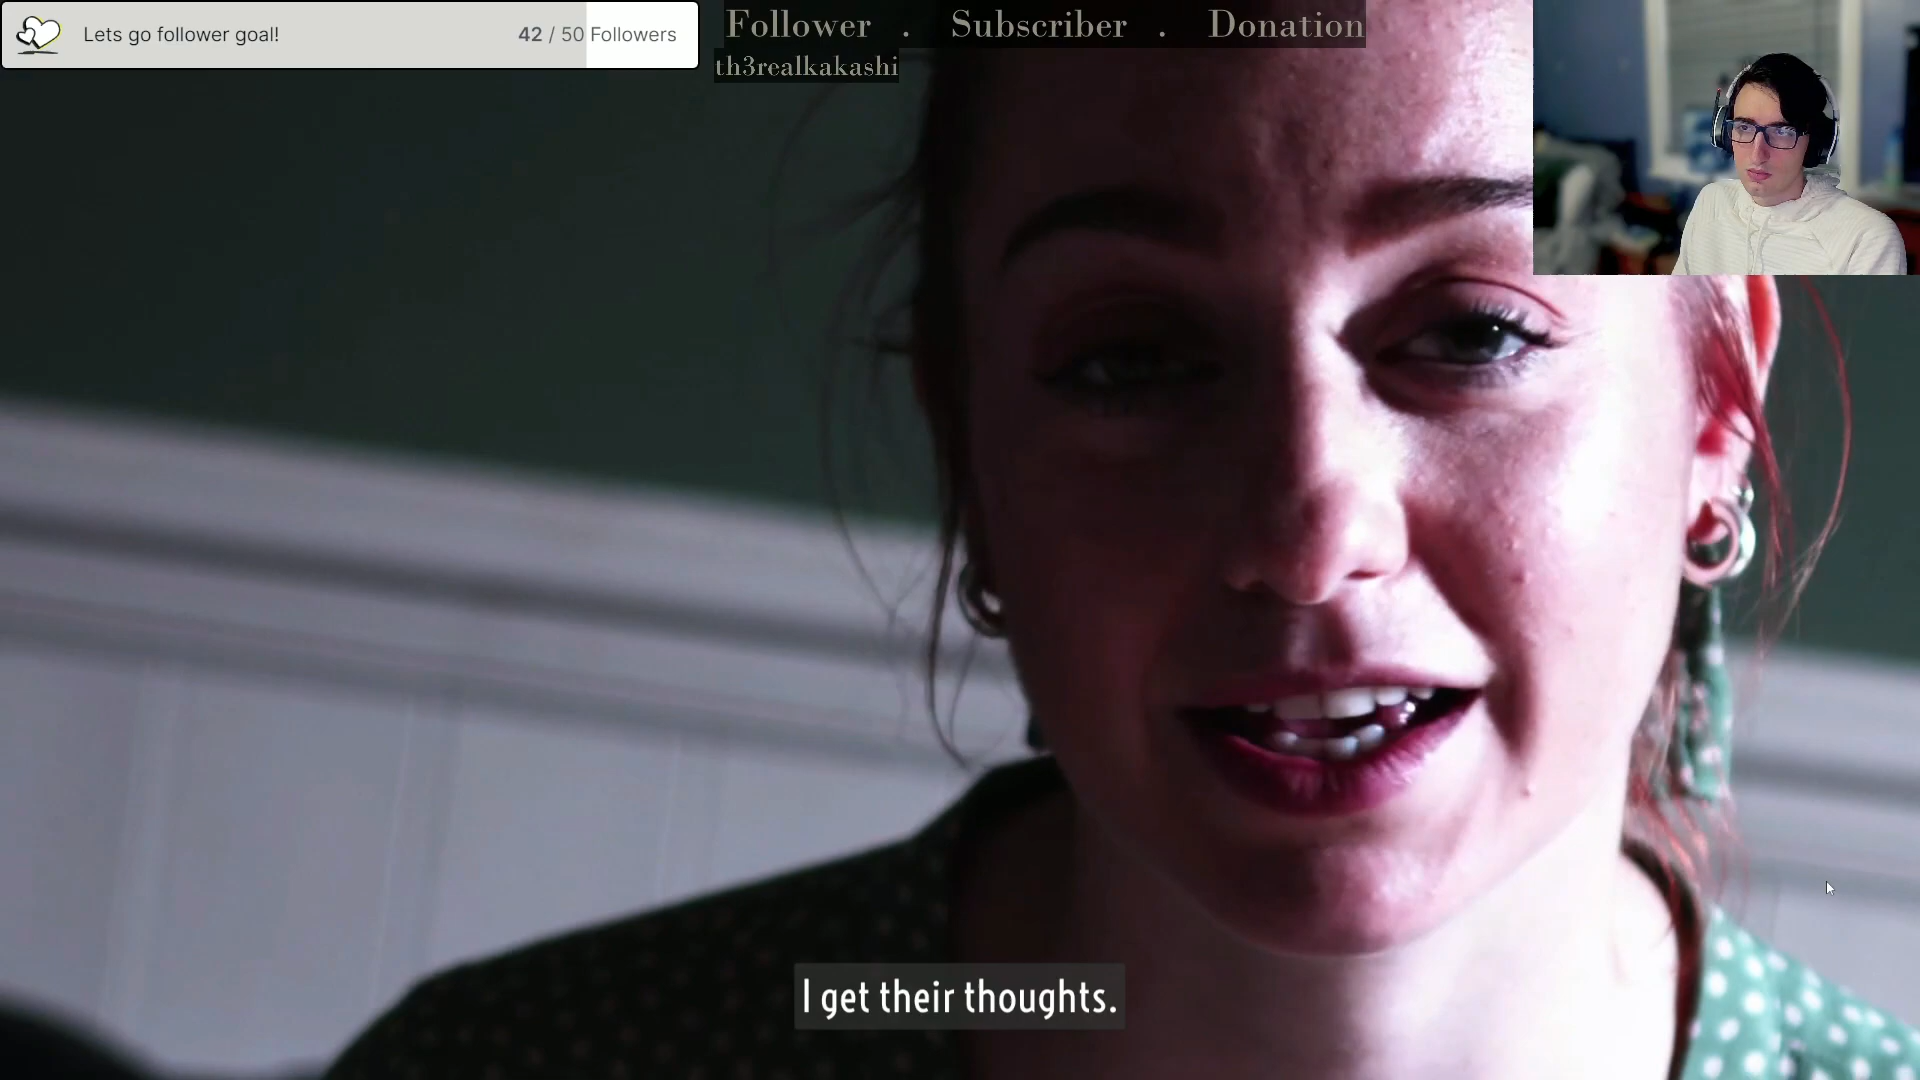 Lets go follower goal! 42 / 50 Followers
Follower . Subscriber . Donation
th3realkakashi
I get their thoughts.